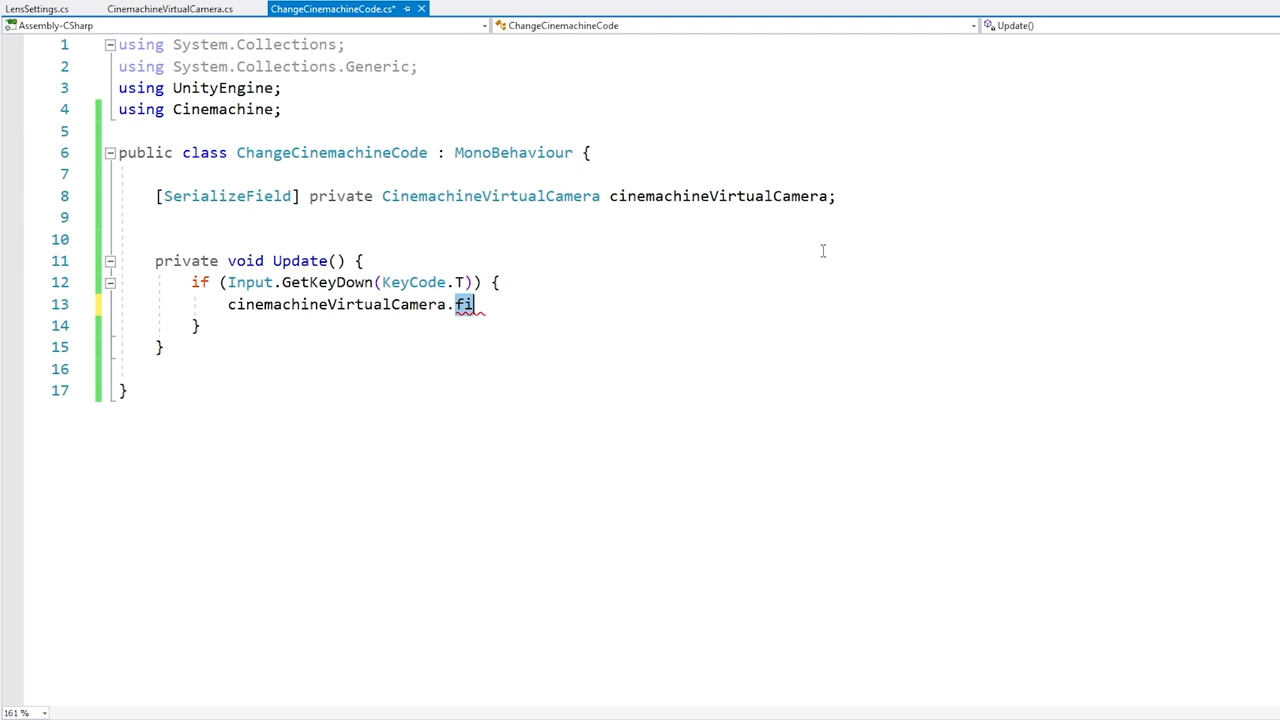 LensSettings.cs CinemachineVirtualCamera.cs ChangeCinemachineCode.cs*
Assembly-CSharp ChangeCinemachineCode Update()
1 using System.Collections;
2 using System.Collections.Generic;
3 using UnityEngine;
4 using Cinemachine;
5
6 public class ChangeCinemachineCode : MonoBehaviour {
7
8 [SerializeField] private CinemachineVirtualCamera cinemachineVirtualCamera;
9
10
11 private void Update() {
12 if (Input.GetKeyDown(KeyCode.T)) {
13 cinemachineVirtualCamera.fi
14 }
15 }
16
17 }
161 %